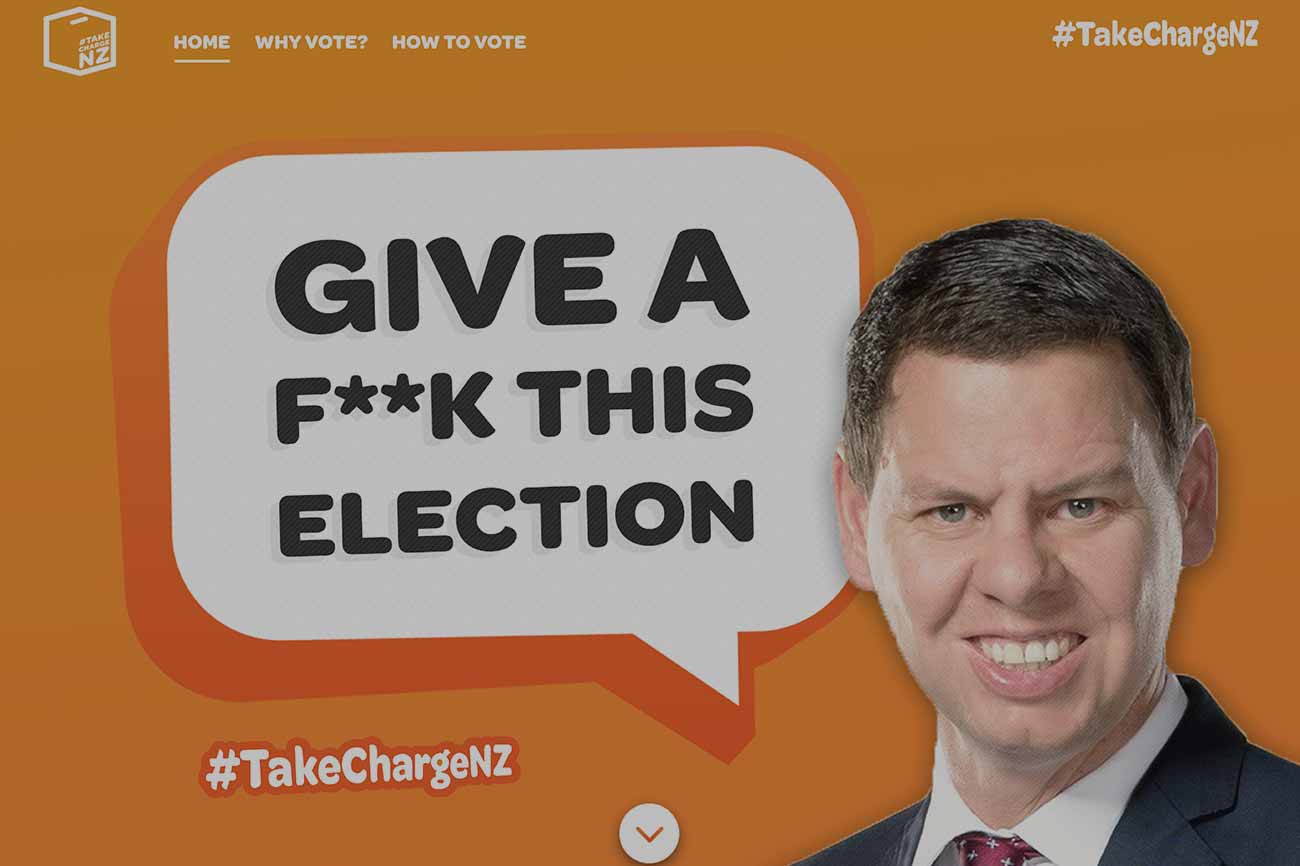 #TAKE
CHARGE
NZ
HOME WHY VOTE? HOW TO VOTE
#TakeChargeNZ
GIVE A
F**K THIS
ELECTION
#TakeChargeNZ